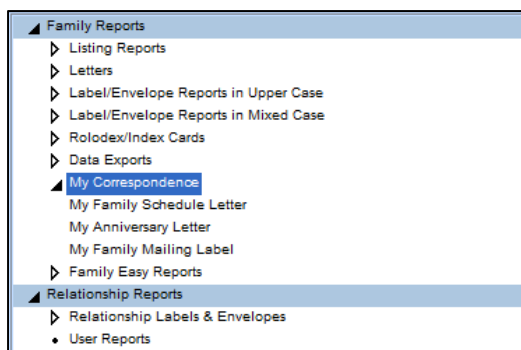 Family Reports
Listing Reports
Letters
Label/Envelope Reports in Upper Case
Label/Envelope Reports in Mixed Case
Rolodex/Index Cards
Data Exports
My Correspondence
My Family Schedule Letter
My Anniversary Letter
My Family Mailing Label
Family Easy Reports
Relationship Reports
Relationship Labels & Envelopes
User Reports